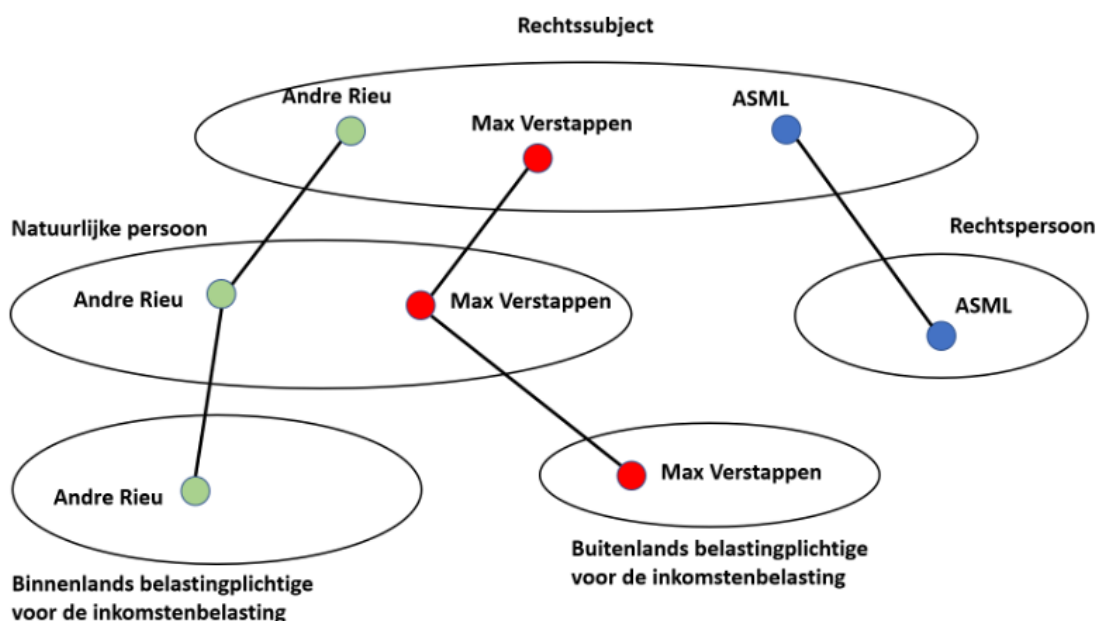 Rechtssubject
Andre Rieu
Max Verstappen
ASML
Natuurlijke persoon
Rechtspersoon
Andre Rieu
Max Verstappen
ASML
Andre Rieu
Max Verstappen
Binnenlands belastingplichtige
voor de inkomstenbelasting
Buitenlands belastingplichtige
voor de inkomstenbelasting